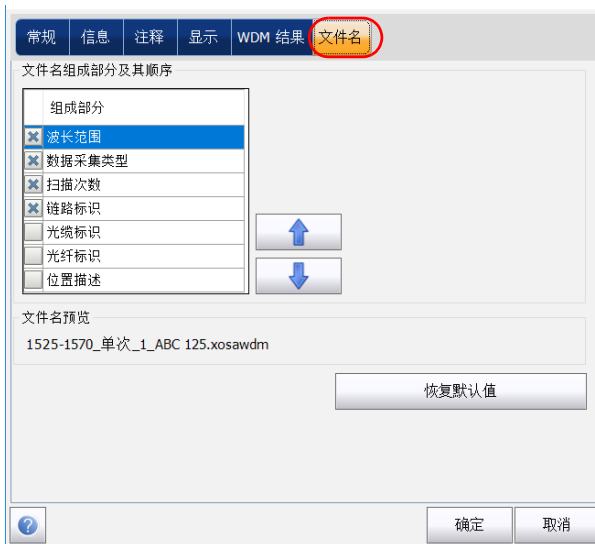 常规 信息 注释 显示 WDM 结果 文件名
文件名组成部分及其顺序
组成部分
波长范围
数据采集类型
扫描次数
链路标识
光缆标识
光纤标识
位置描述
文件名预览
1525-1570_单次_1_ABC 125.xosawdm
恢复默认值
? 确定 取消